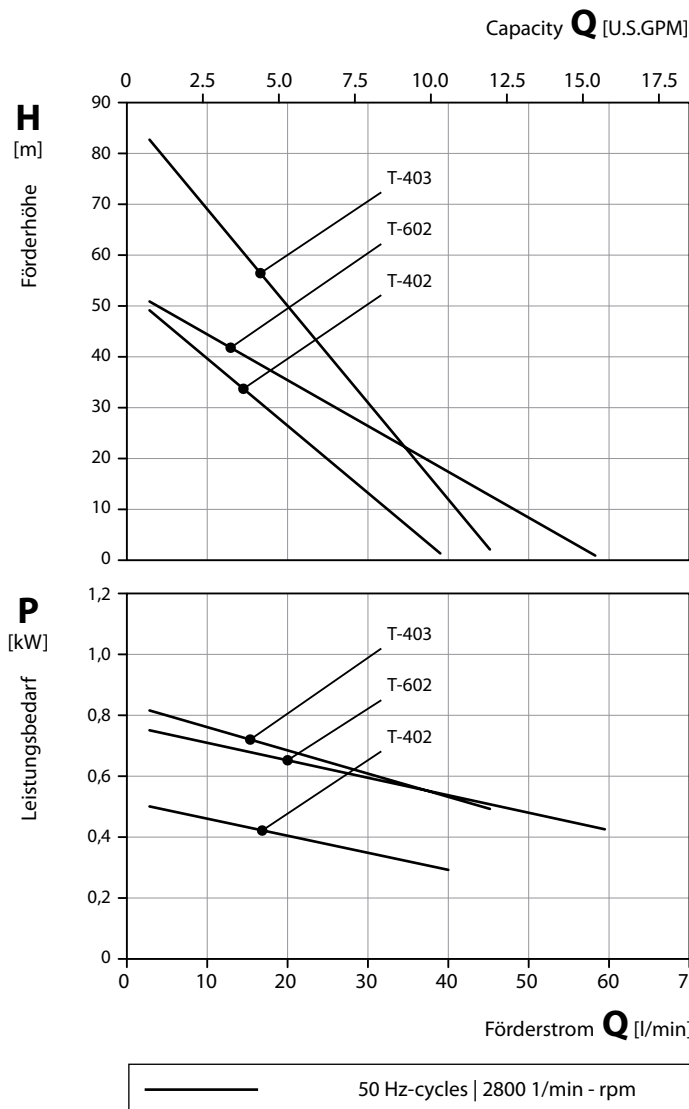 Capacity Q [U.S.GPM]
0 2.5 5.0 7.5 10.0 12.5 15.0 17.5
H
[m]
Förderhöhe
90
80
70
60
50
40
30
20
10
0
T-403
T-602
T-402
P
[kW]
Leistungsbedarf
1,2
1,0
0,8
0,6
0,4
0,2
0
T-403
T-602
T-402
0 10 20 30 40 50 60
Förderstrom Q [l/min]
50 Hz-cycles | 2800 1/min - rpm